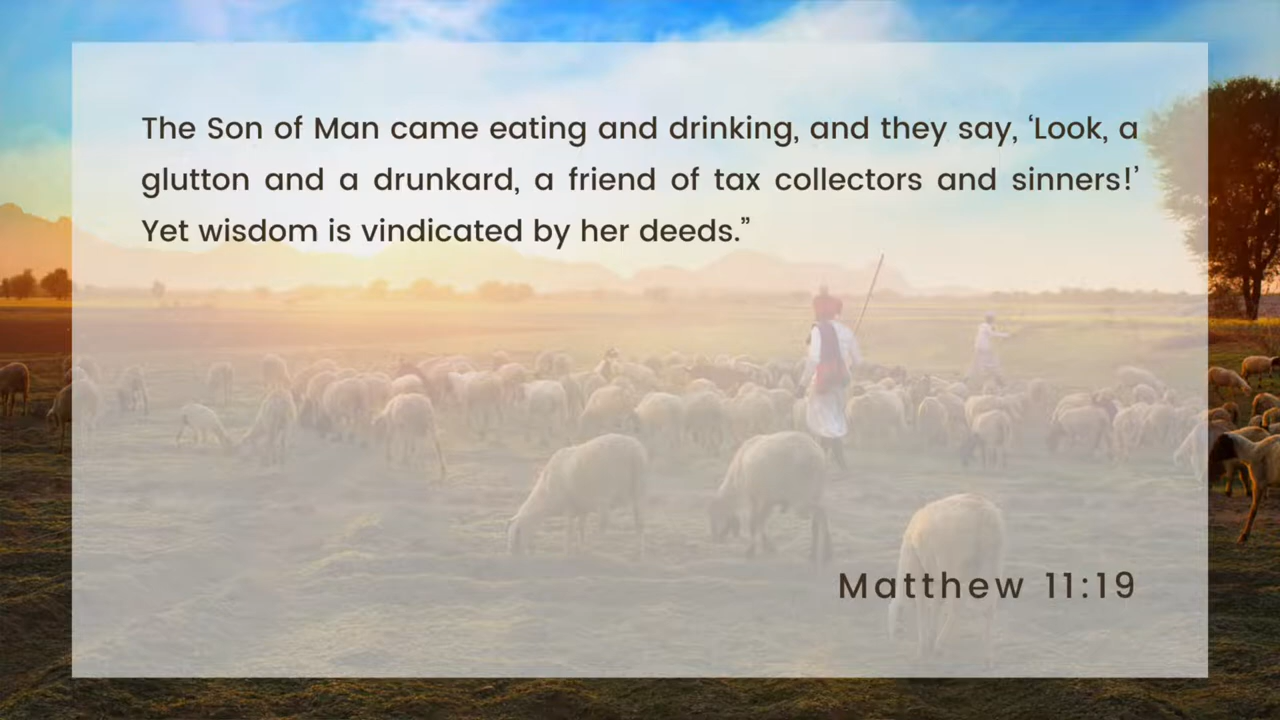 The Son of Man came eating and drinking, and they say, ‘Look, a
glutton and a drunkard, a friend of tax collectors and sinners!’
Yet wisdom is vindicated by her deeds.”
Matthew 11:19